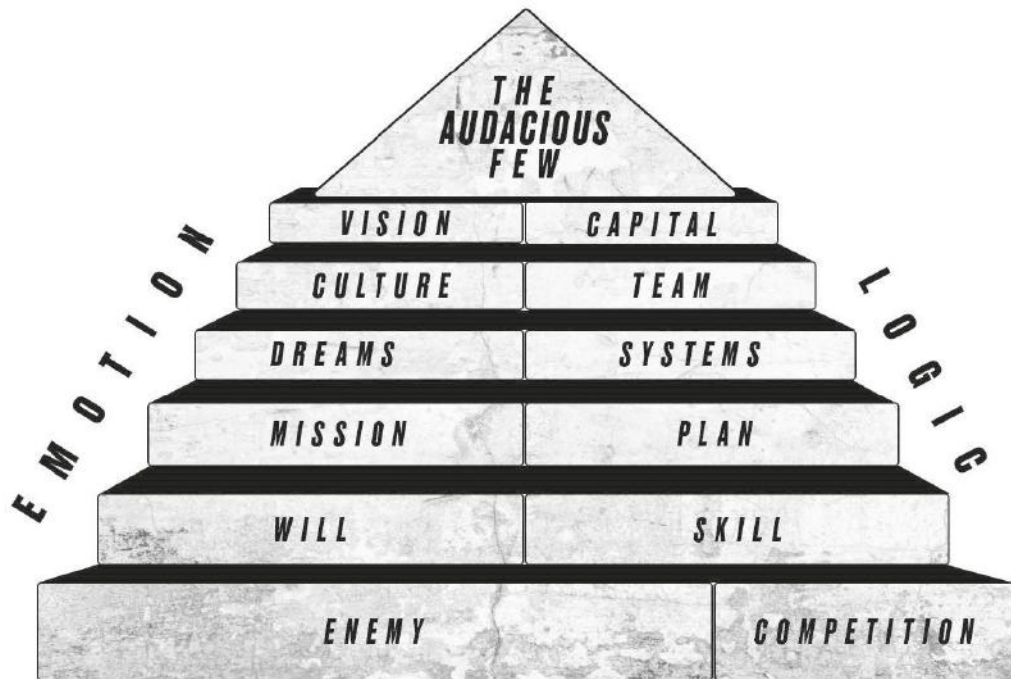 THE
AUDACIOUS
FEW
VISION CAPITAL
CULTURE TEAM
DREAMS SYSTEMS
MISSION PLAN
WILL SKILL
ENEMY COMPETITION
EMOTION
LOGIC